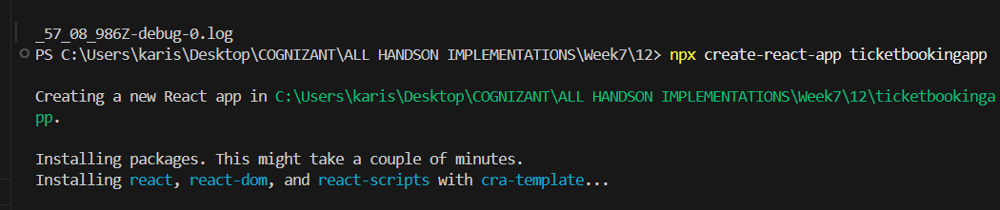 _57_08_986Z-debug-0.log
PS C:\Users\karis\Desktop\COGNIZANT\ALL HANDSON IMPLEMENTATIONS\Week7\12> npx create-react-app ticketbookingapp
Creating a new React app in C:\Users\karis\Desktop\COGNIZANT\ALL HANDSON IMPLEMENTATIONS\Week7\12\ticketbookinga
pp.
Installing packages. This might take a couple of minutes.
Installing react, react-dom, and react-scripts with cra-template...